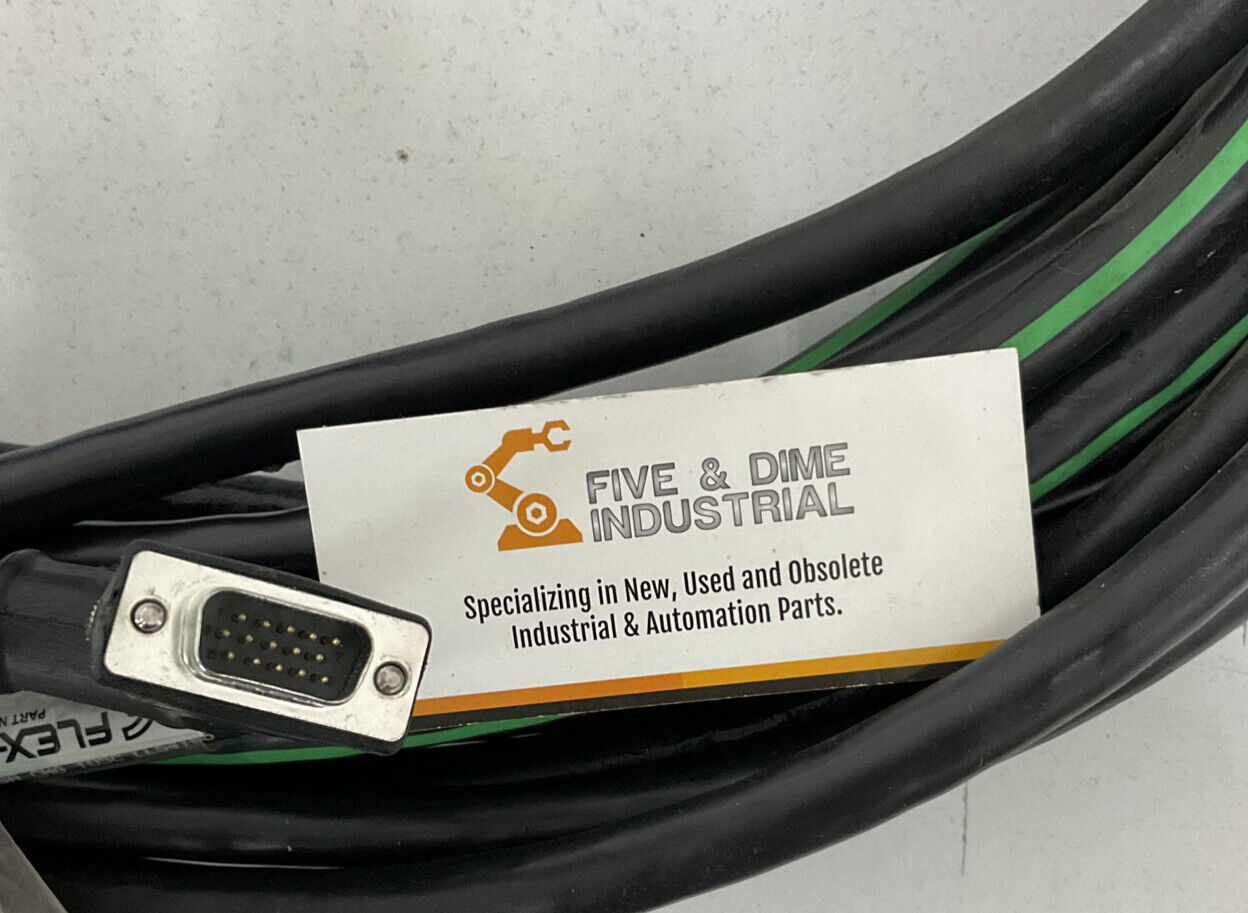 FIVE & DIME
INDUSTRIAL
Specializing in New, Used and Obsolete
Industrial & Automation Parts.
FLEX-
PART N